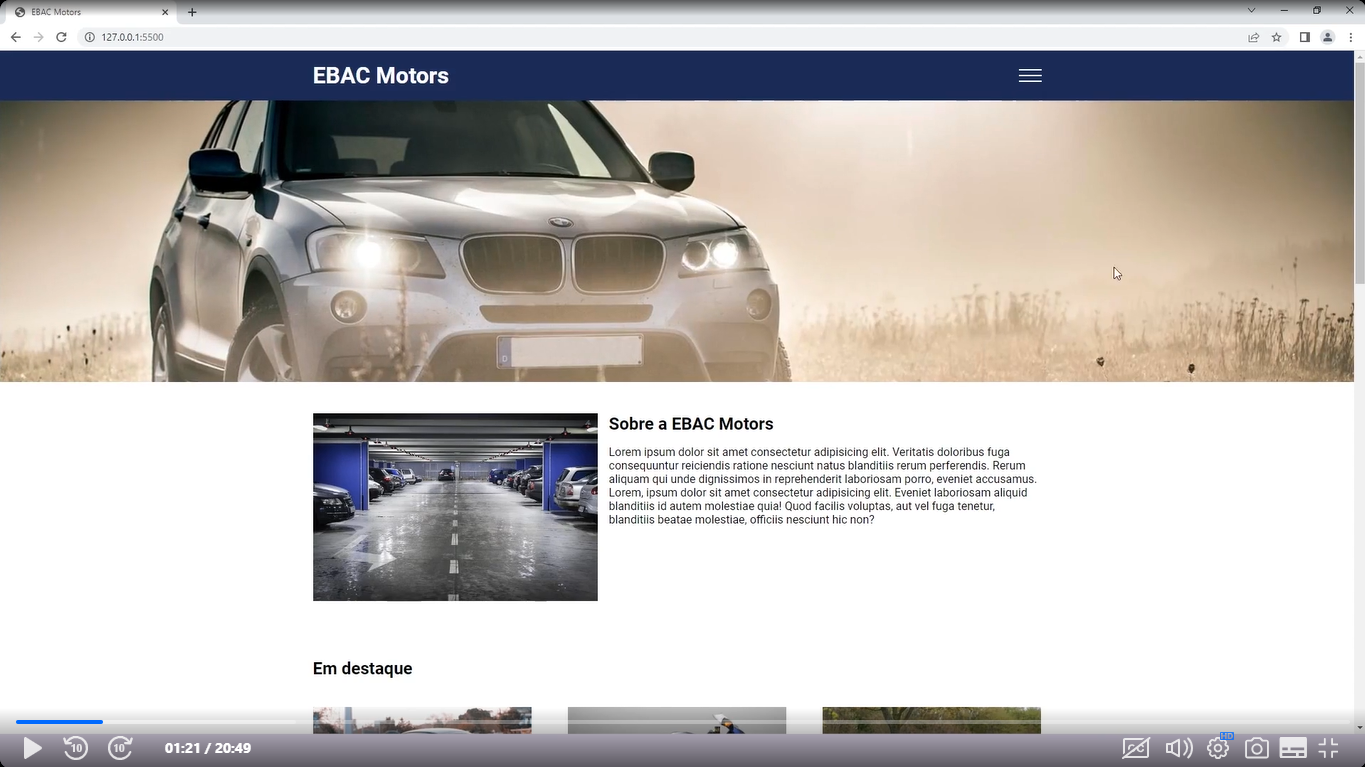 EBAC Motors
127.0.0.1:5500
EBAC Motors
D
Sobre a EBAC Motors
Lorem ipsum dolor sit amet consectetur adipisicing elit. Veritatis doloribus fuga
consequuntur reiciendis ratione nesciunt natus blanditiis rerum perferendis. Rerum
aliquam qui unde dignissimos in reprehenderit laboriosam porro, eveniet accusamus.
Lorem, ipsum dolor sit amet consectetur adipisicing elit. Eveniet laboriosam aliquid
blanditiis id autem molestiae quia! Quod facilis voluptas, aut vel fuga tenetur,
blanditiis beatae molestiae, officiis nesciunt hic non?
Em destaque
10
10
01:21 / 20:49
CC
HD